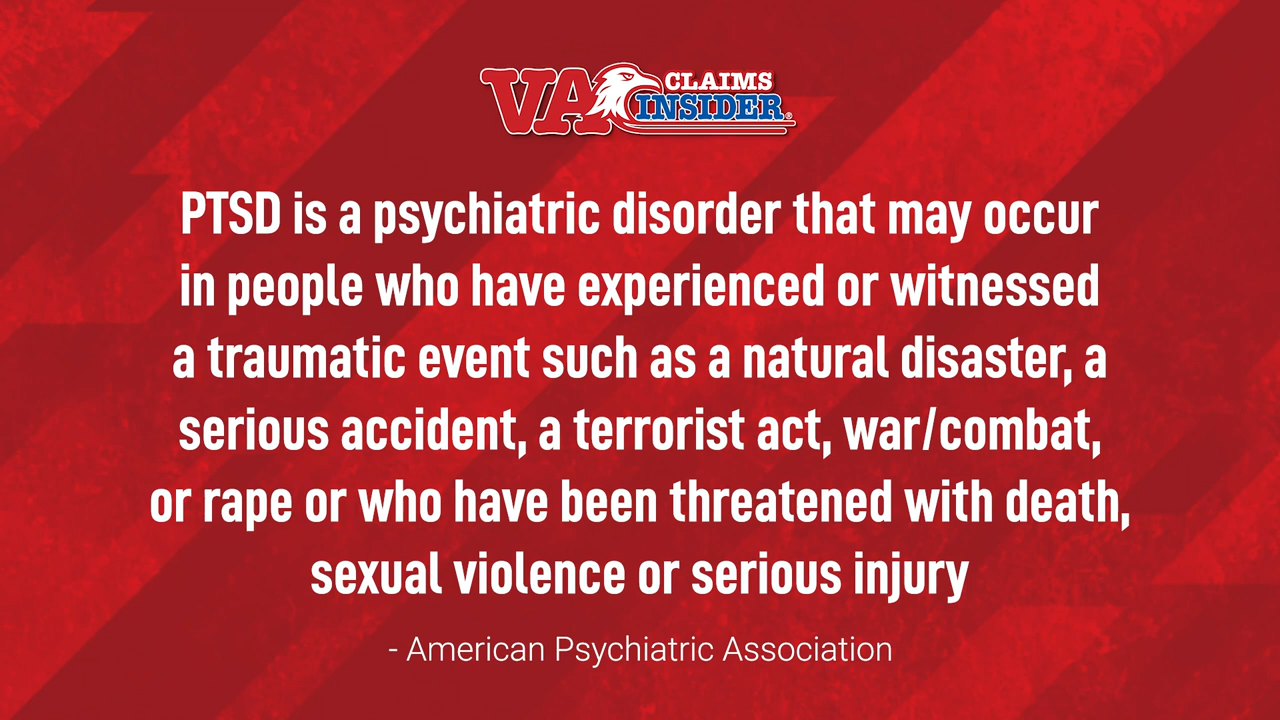 VA CLAIMS
INSIDER®
PTSD is a psychiatric disorder that may occur
in people who have experienced or witnessed
a traumatic event such as a natural disaster, a
serious accident, a terrorist act, war/combat,
or rape or who have been threatened with death,
sexual violence or serious injury
- American Psychiatric Association